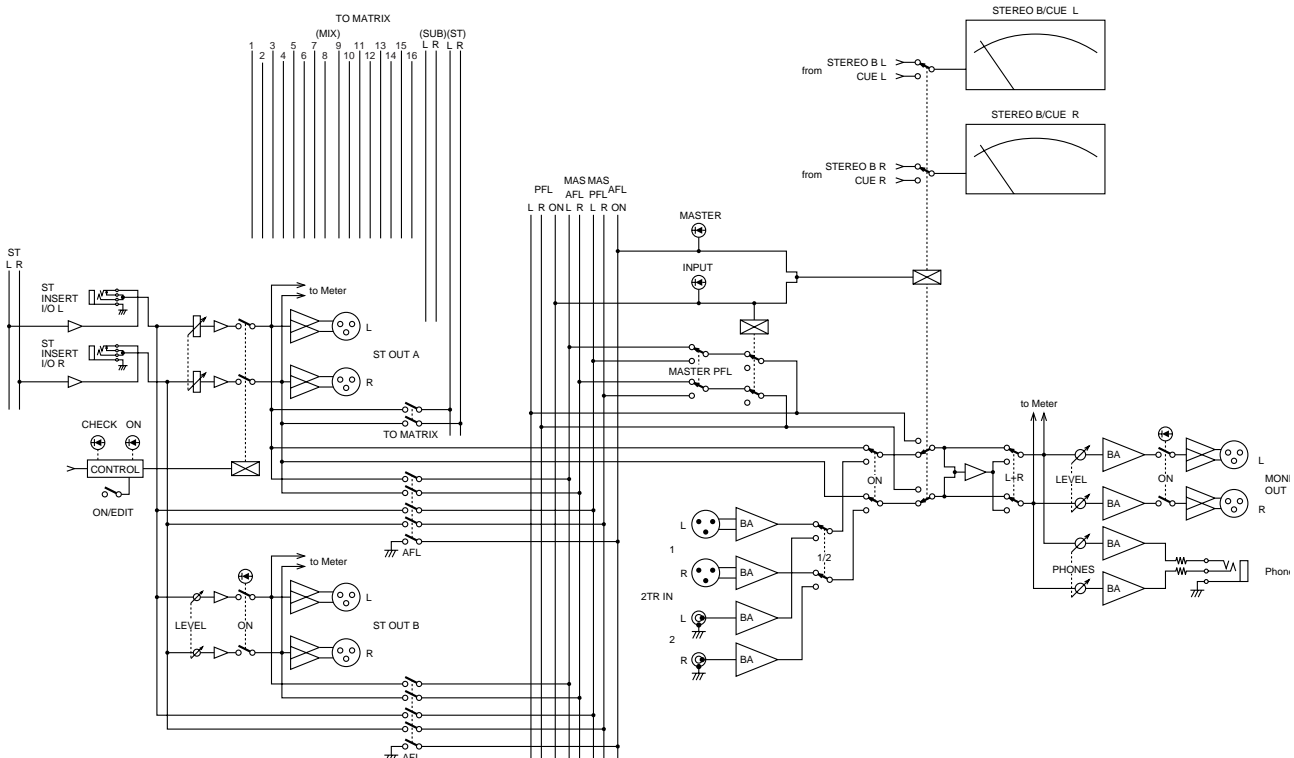 STEREO B/CUE L
TO MATRIX
(MIX)
(SUB)(ST)
1 2 3 4 5 6 7 8 9 10 11 12 13 14 15 16
L R L R
from
STEREO B L
CUE L
STEREO B/CUE R
from
STEREO B R
CUE R
PFL
MAS MAS
AFL PFL
AFL
L R ON L R L R ON
MASTER
INPUT
ST
L R
ST
INSERT
I/O L
to Meter
L
ST
INSERT
I/O R
ST OUT A
R
MASTER PFL
TO MATRIX
to Meter
CHECK ON
CONTROL
ON/EDIT
ON
L+R
LEVEL
BA
BA
ON
L
R
MONI
OUT
AFL
L
1
R
BA
BA
1/2
2TR IN
L
2
R
BA
BA
PHONES
BA
BA
Phone
to Meter
LEVEL
ON
L
ST OUT B
R
AFL